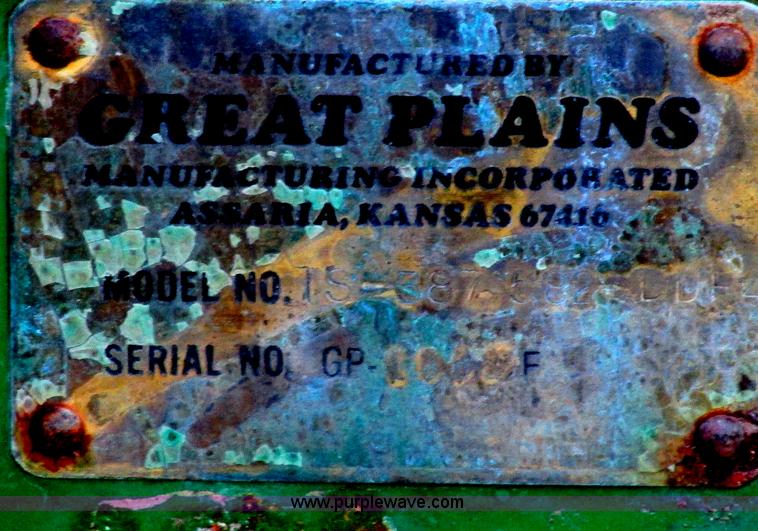 MANUFACTURED BY
GREAT PLAINS
MANUFACTURING INCORPORATED
ASSARIA, KANSAS 67416
MODEL NO.
SERIAL NO. GP-
www.purplewave.com